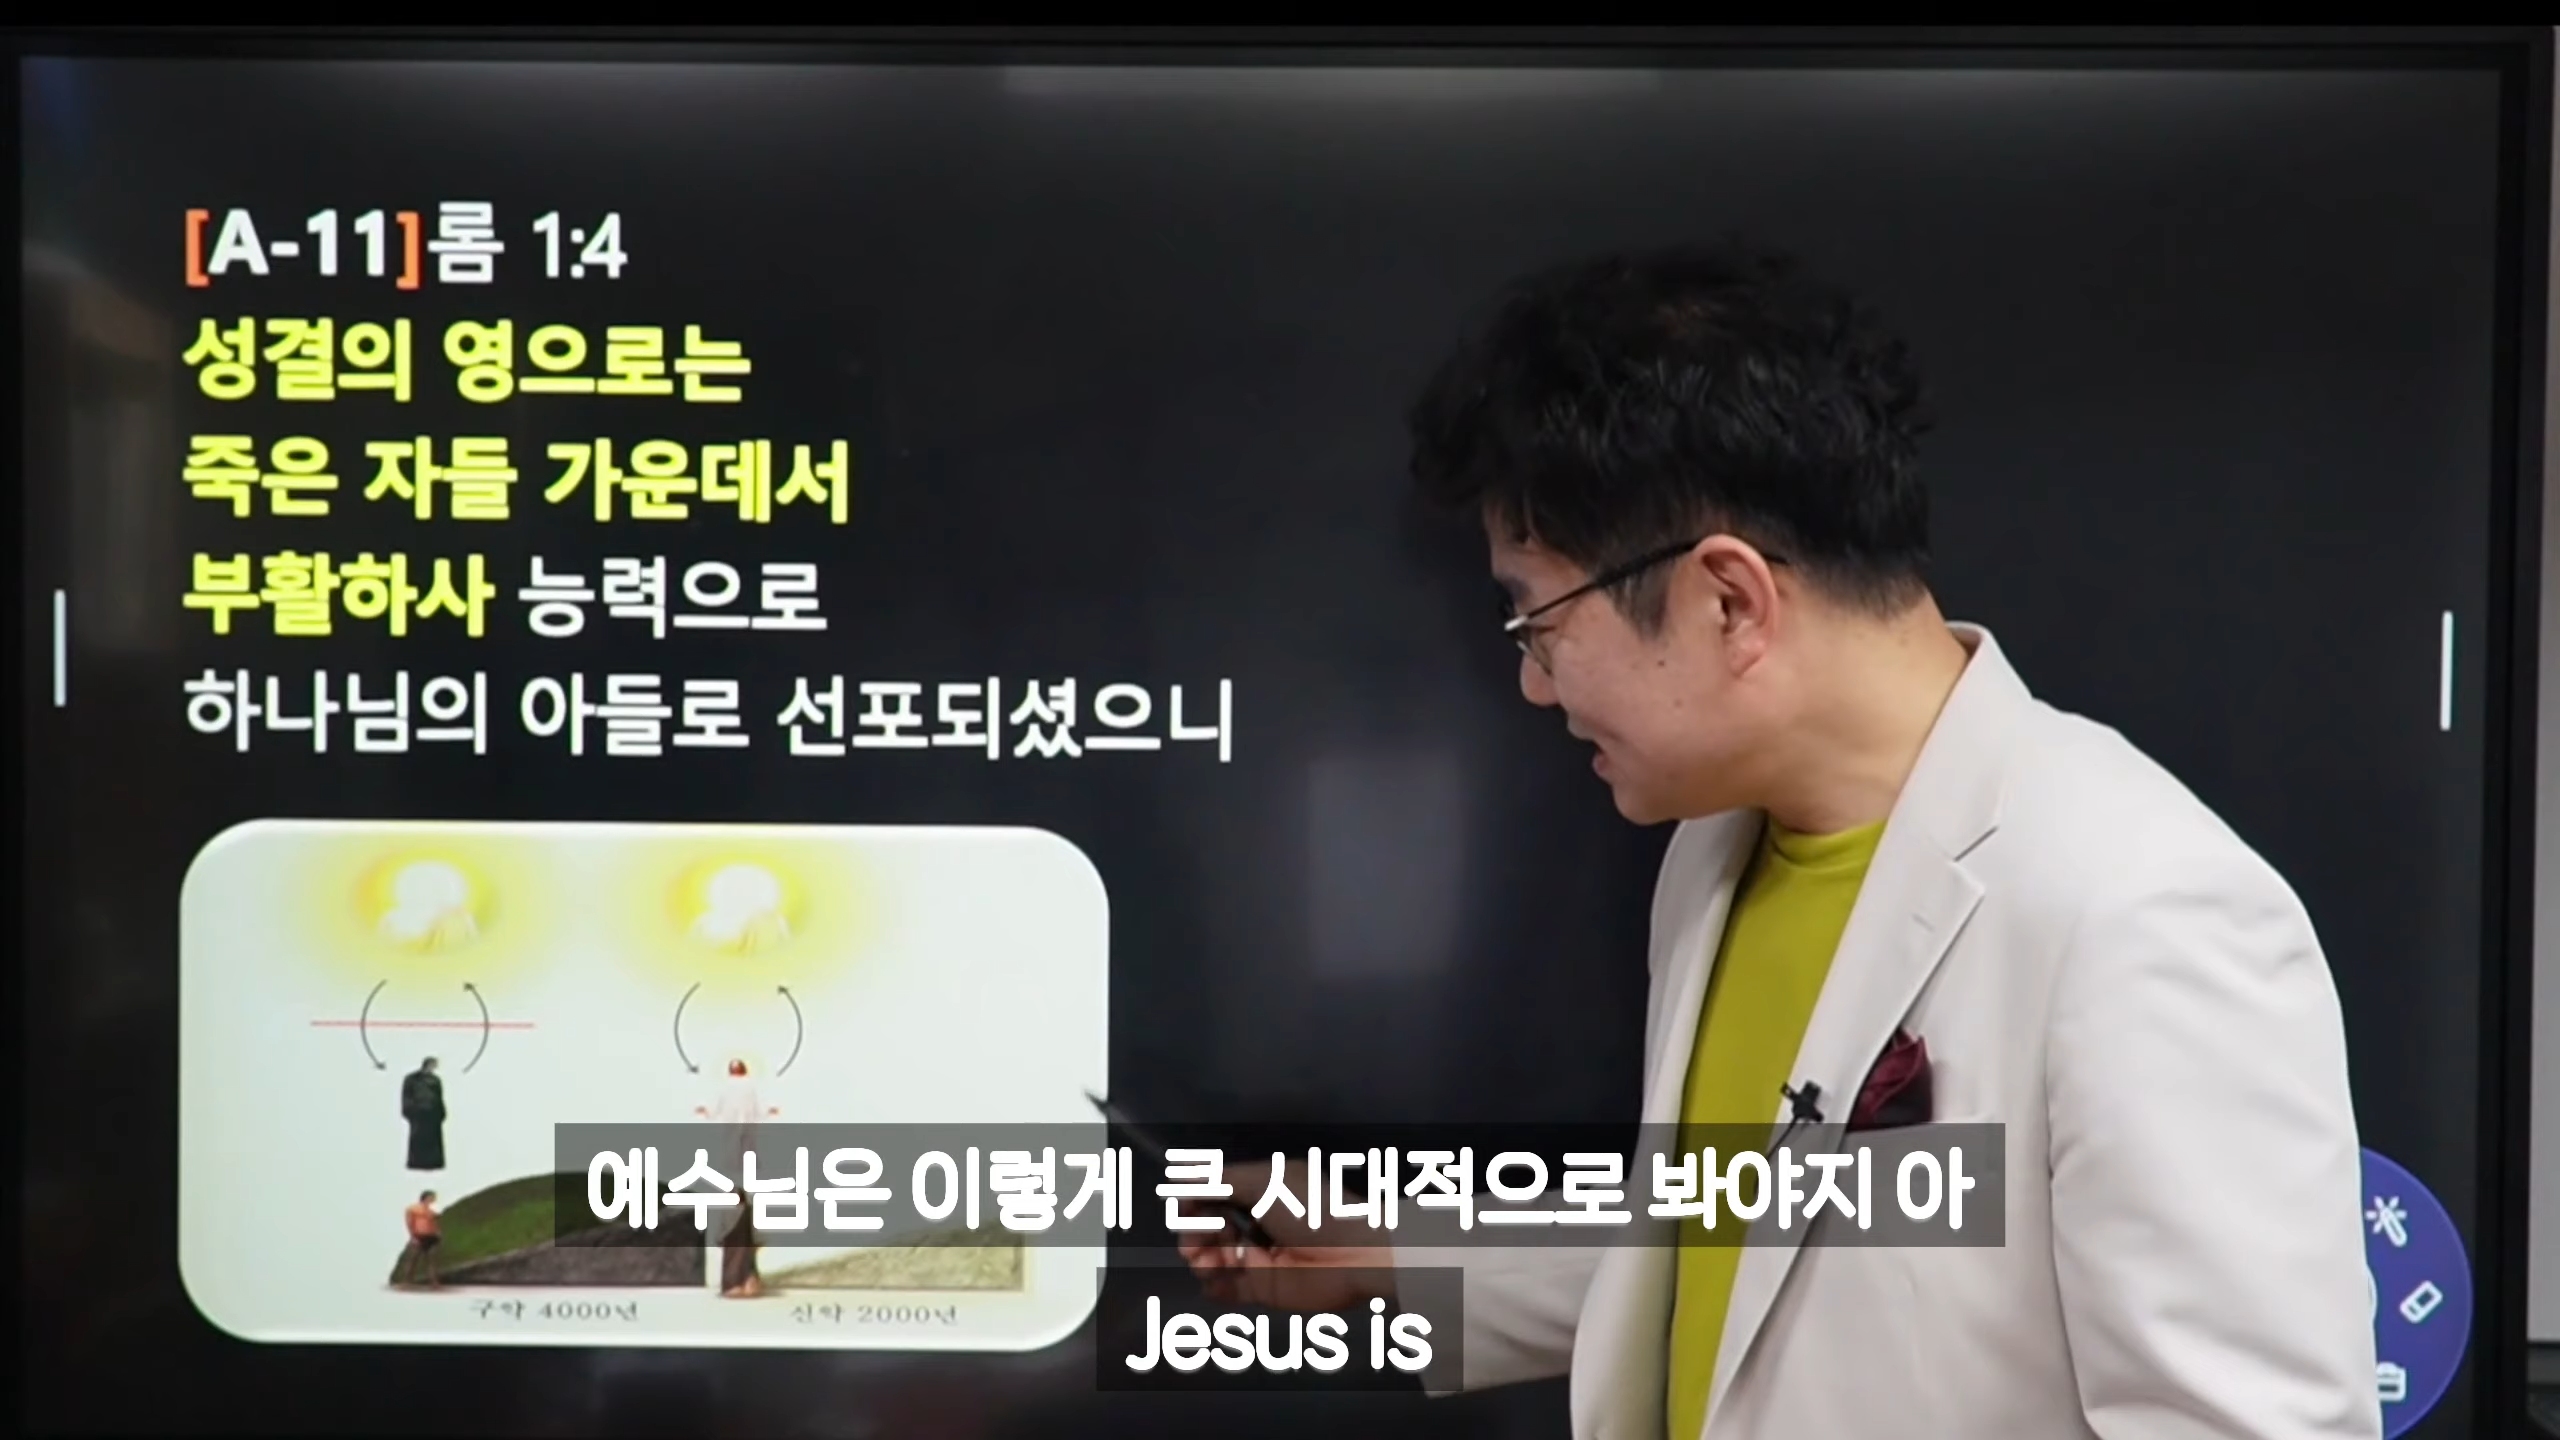 [A-11]롬 1:4
성결의 영으로는
죽은 자들 가운데서
부활하사 능력으로
하나님의 아들로 선포되셨으니
구약 4000년
신약 2000년
예수님은 이렇게 큰 시대적으로 봐야지 아
Jesus is